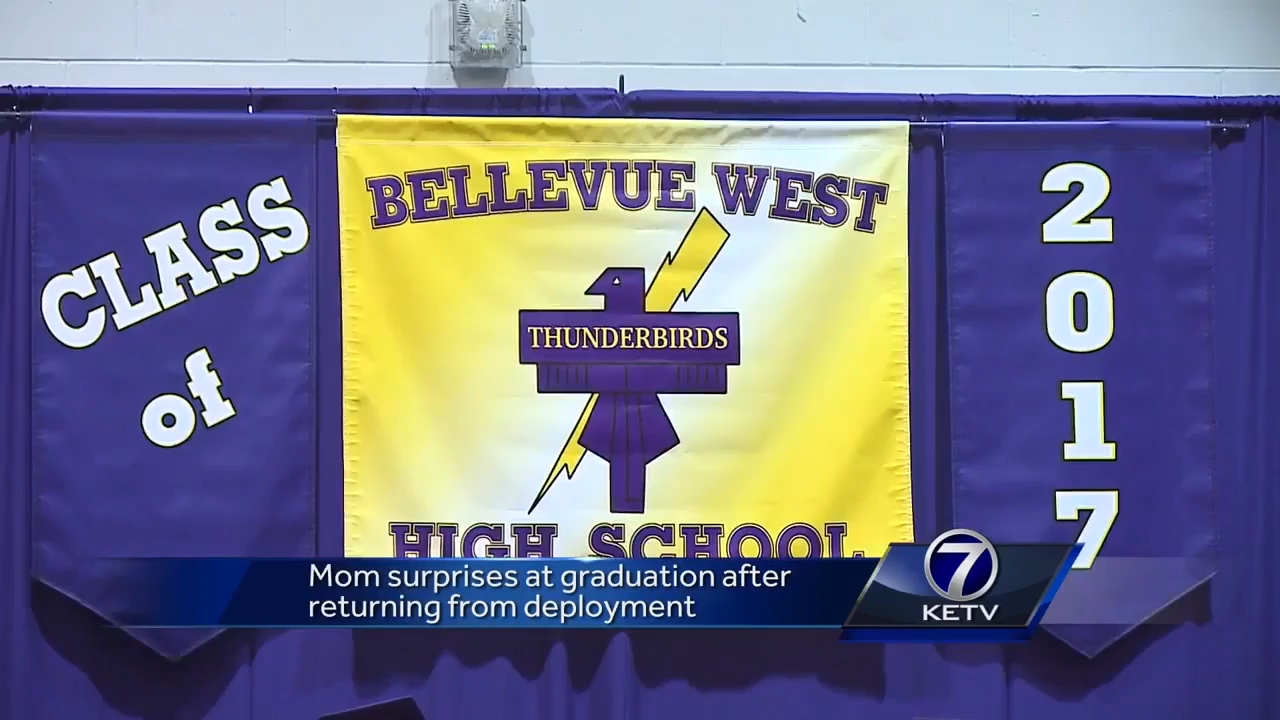 CLASS
of
BELLEVUE WEST
THUNDERBIRDS
HIGH SCHOOL
2
0
1
7
Mom surprises at graduation after
returning from deployment
7
KETV